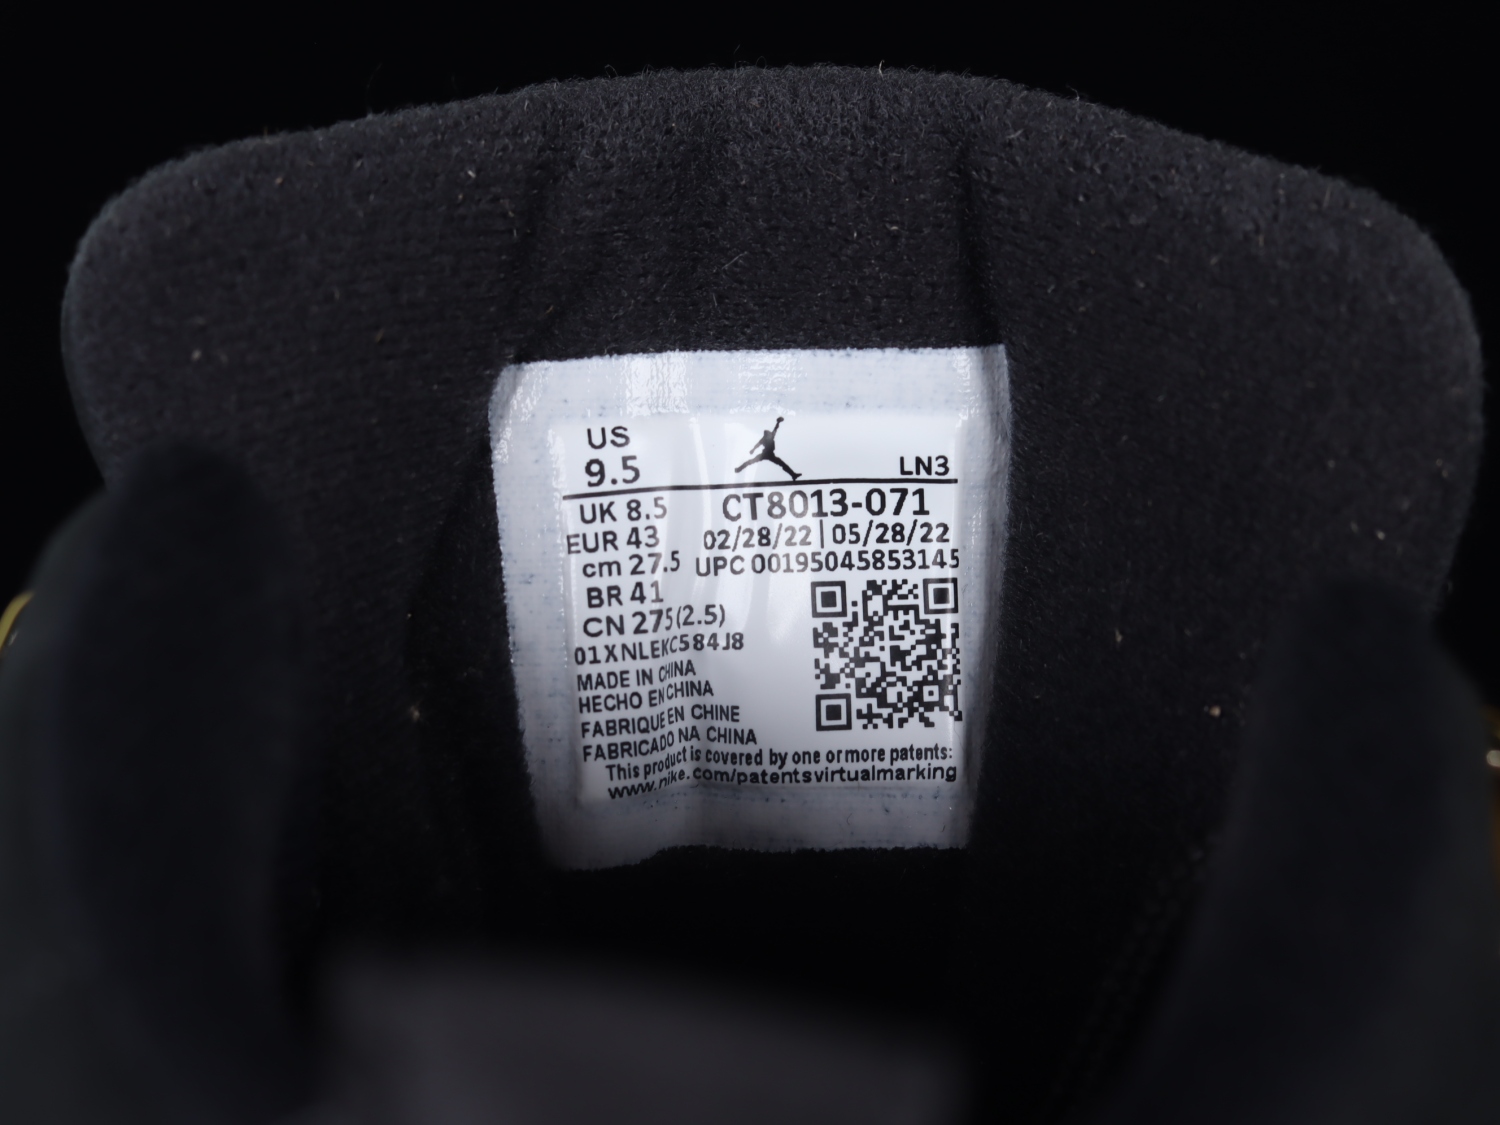 US
9.5
LN3
UK 8.5
CT8013-071
EUR 43
02/28/22 | 05/28/22
cm 27.5
UPC 00195045853145
BR 41
CN 275(2.5)
01XNLEKC584J8
MADE IN CHINA
HECHO EN CHINA
FABRIQUE EN CHINE
FABRICADO NA CHINA
This product is covered by one or more patents:
www.nike.com/patentsvirtualmarking